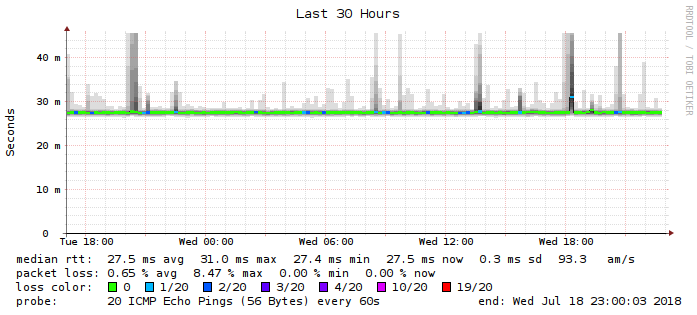 Last 30 Hours
RRDTOOL / TOBI OETIKER
Seconds
40 m
30 m
20 m
10 m
0
Tue 18:00 Wed 00:00 Wed 06:00 Wed 12:00 Wed 18:00
median rtt: 27.5 ms avg 31.0 ms max 27.4 ms min 27.5 ms now 0.3 ms sd 93.3 am/s
packet loss: 0.65 % avg 8.47 % max 0.00 % min 0.00 % now
loss color: 0 1/20 2/20 3/20 4/20 10/20 19/20
probe: 20 ICMP Echo Pings (56 Bytes) every 60s end: Wed Jul 18 23:00:03 2018